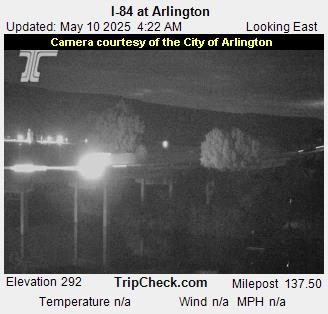 I-84 at Arlington
Updated: May 10 2025 4:22 AM Looking East
Camera courtesy of the City of Arlington
Elevation 292 TripCheck.com Milepost 137.50
Temperature n/a Wind n/a MPH n/a